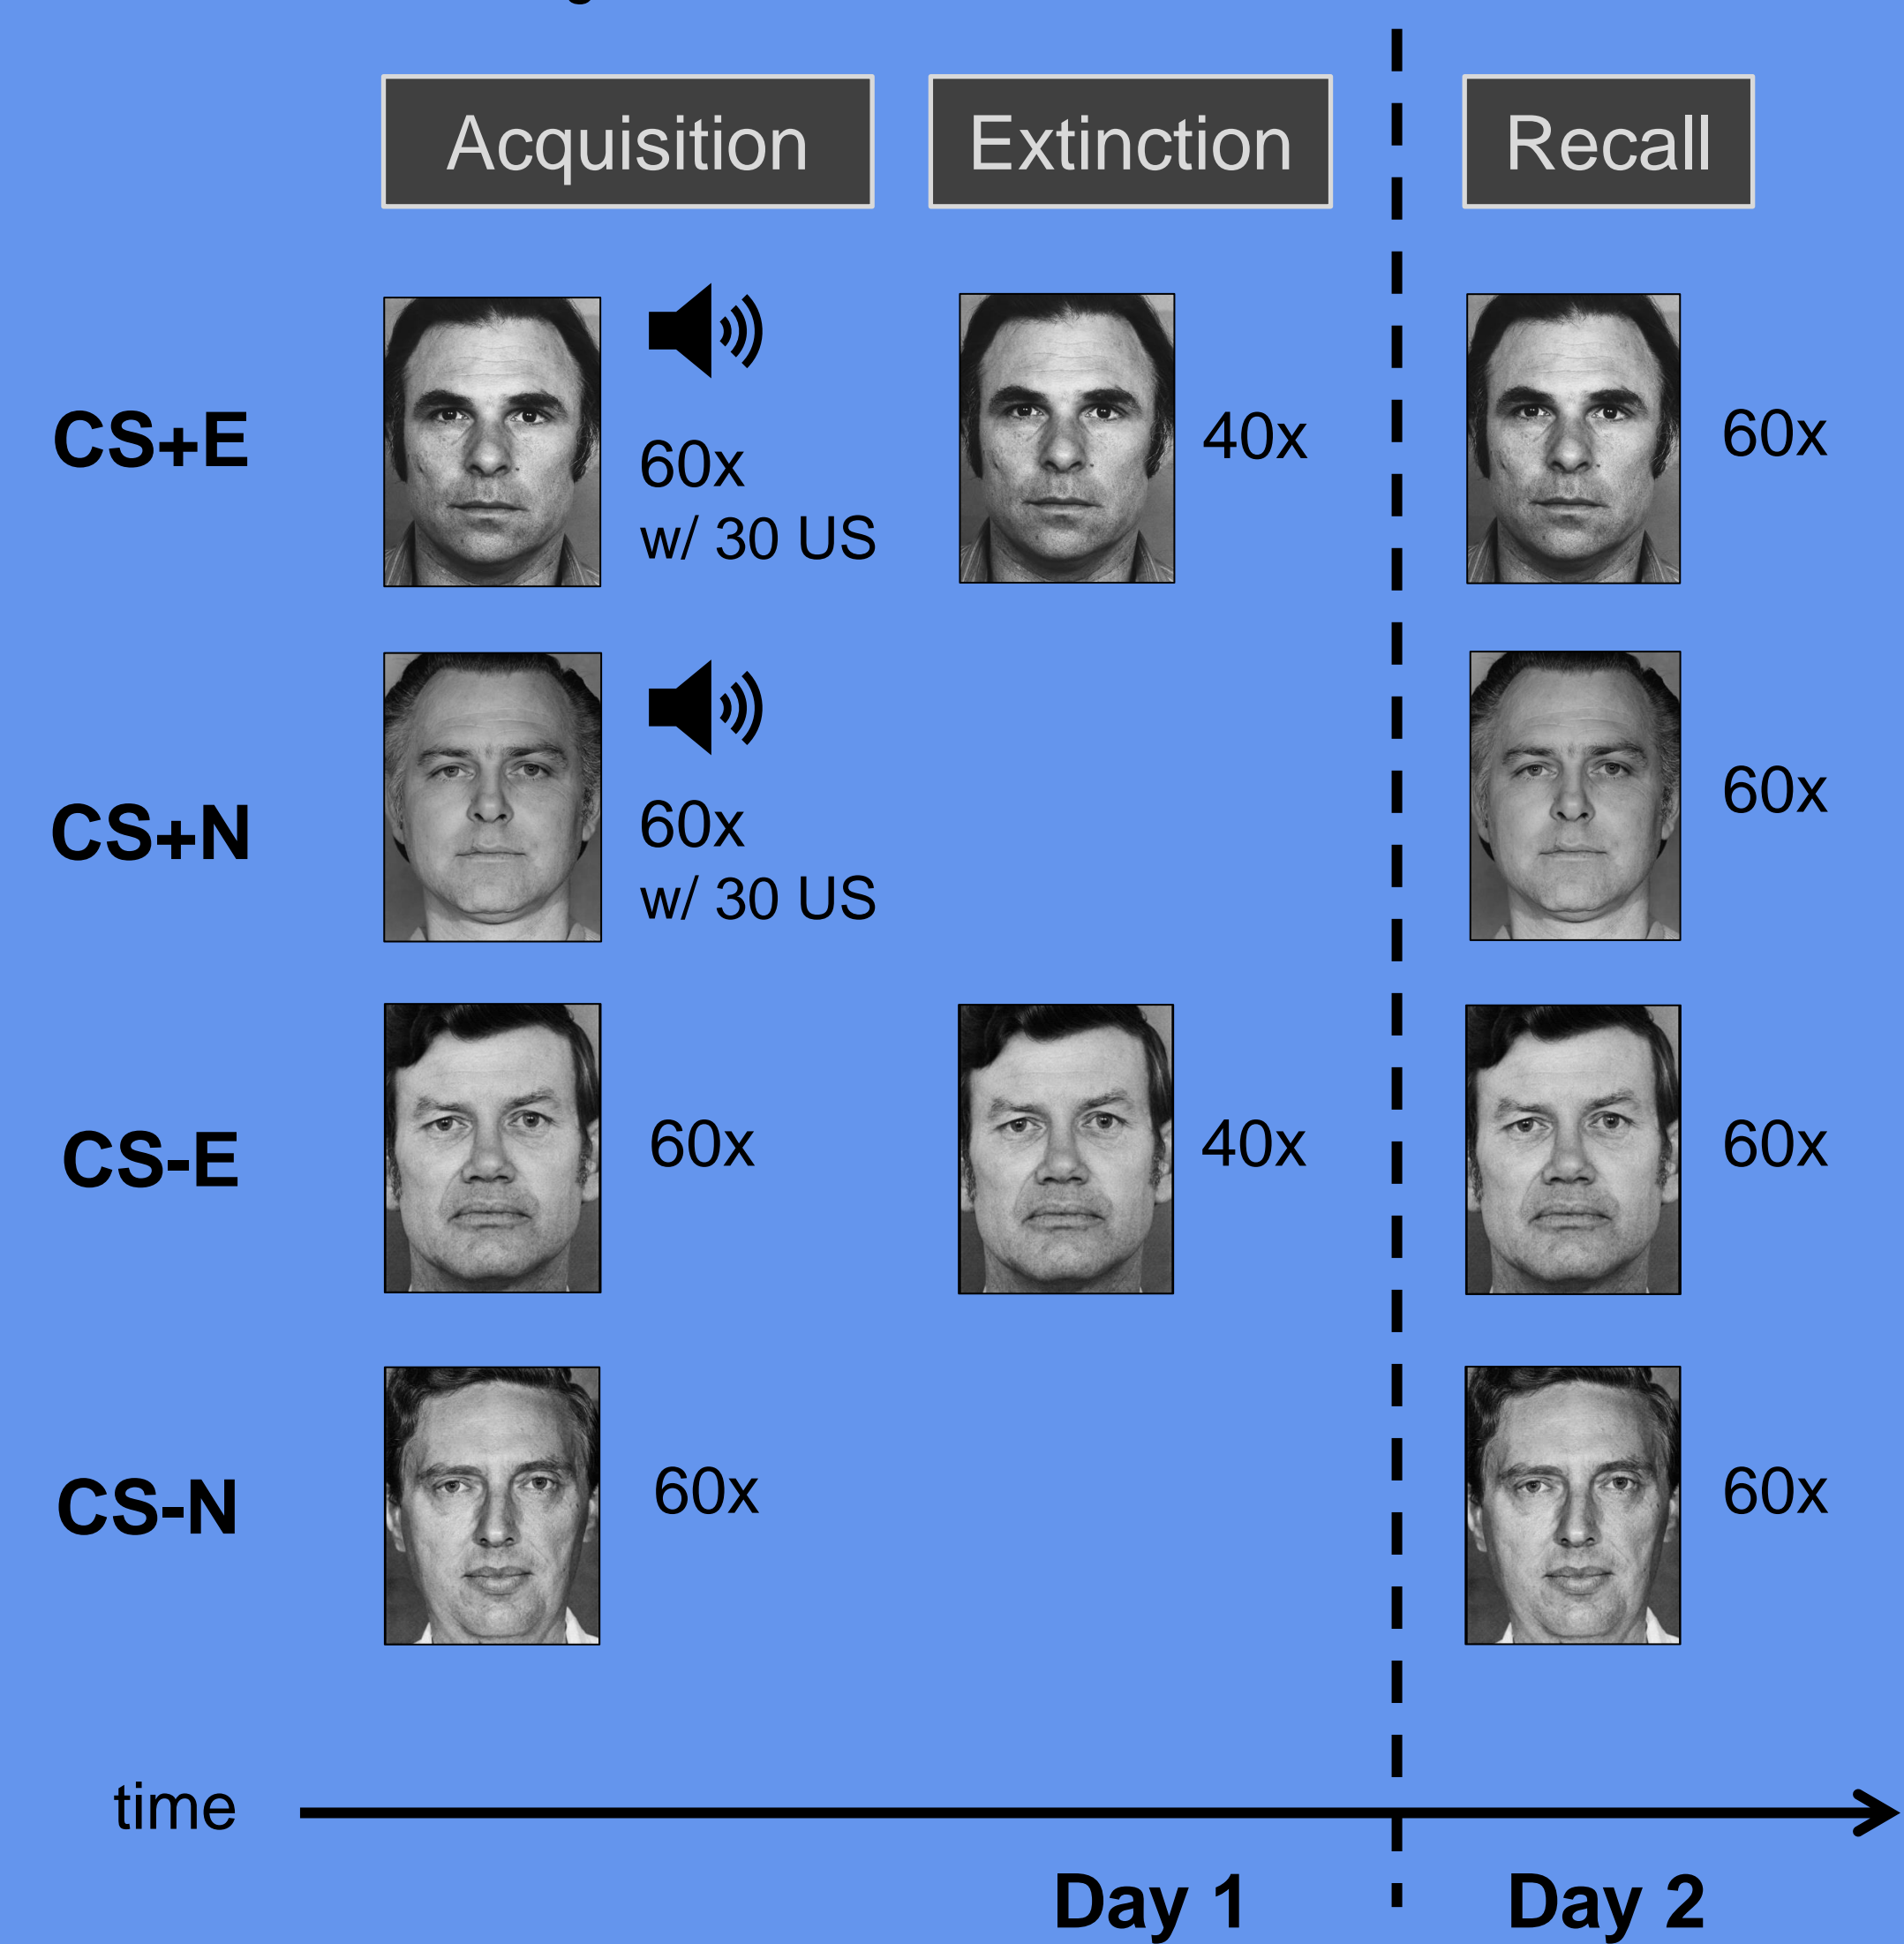 Acquisition Extinction Recall
CS+E 60x 40x 60x
w/ 30 US
CS+N 60x 60x
w/ 30 US
CS-E 60x 40x 60x
CS-N 60x 60x
time
Day 1 Day 2